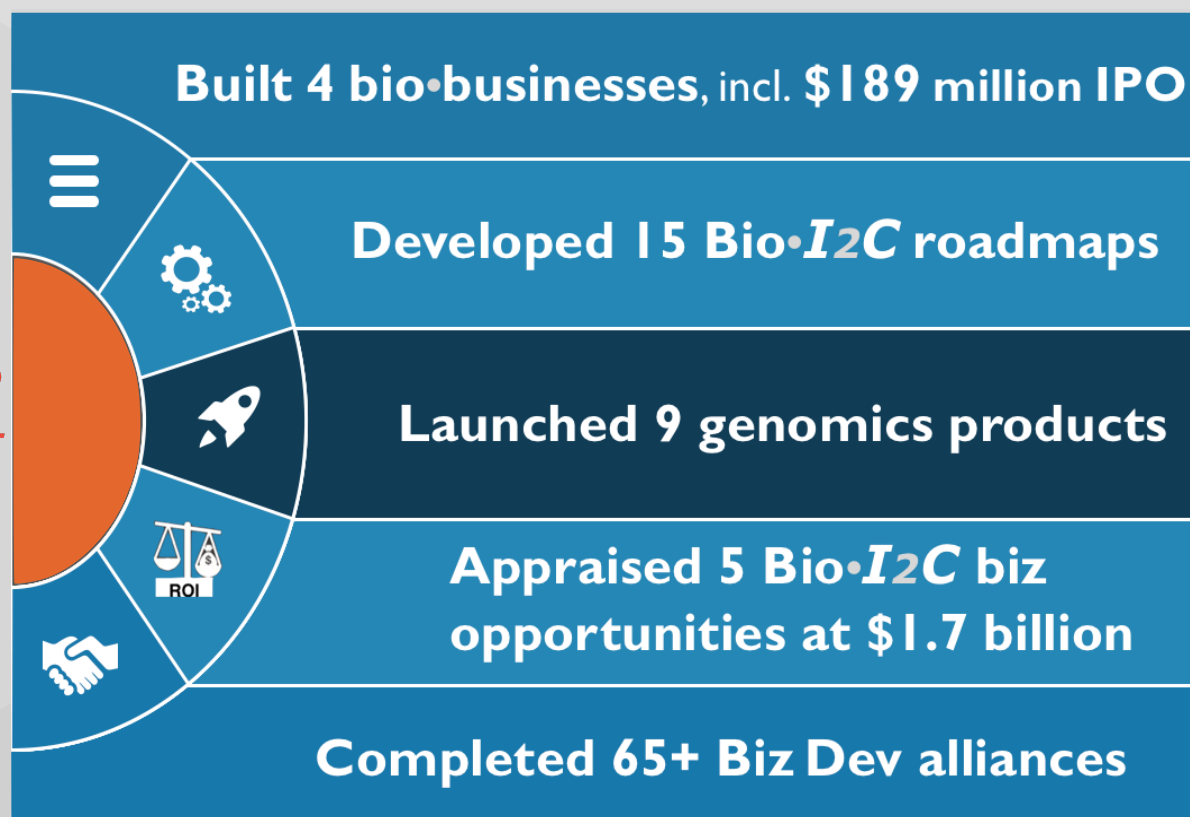 Built 4 bio•businesses, incl. $189 million IPO
Developed 15 Bio•I2C roadmaps
Launched 9 genomics products
$
ROI
Appraised 5 Bio•I2C biz
opportunities at $1.7 billion
Completed 65+ Biz Dev alliances